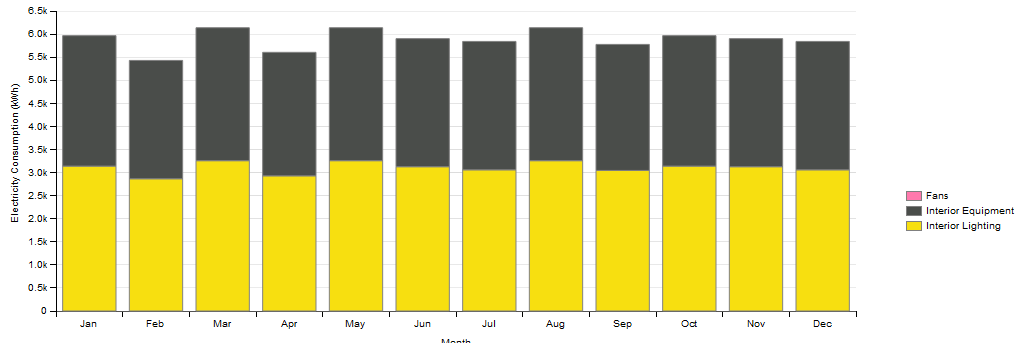 6.5k
6.0k
5.5k
5.0k
4.5k
4.0k
3.5k
3.0k
2.5k
2.0k
1.5k
1.0k
0.5k
0
Electricity Consumption (kWh)
Jan Feb Mar Apr May Jun Jul Aug Sep Oct Nov Dec
Month
Fans
Interior Equipment
Interior Lighting